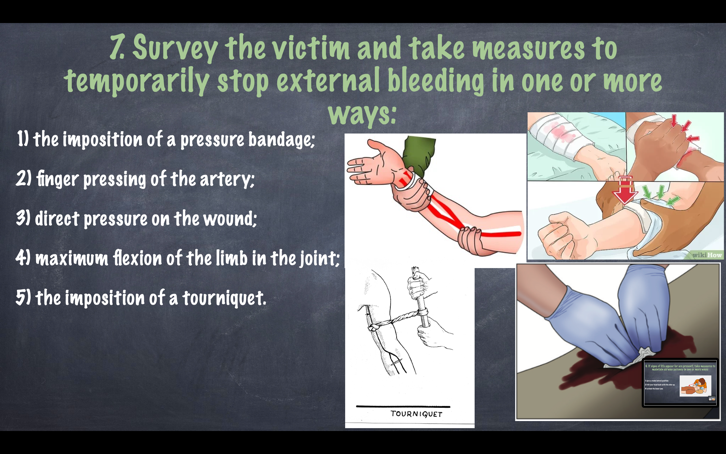 7. Survey the victim and take measures to
temporarily stop external bleeding in one or more
ways:
1) the imposition of a pressure bandage;
2) finger pressing of the artery;
3) direct pressure on the wound;
4) maximum flexion of the limb in the joint;
5) the imposition of a tourniquet.
wikiHow
TOURNIQUET